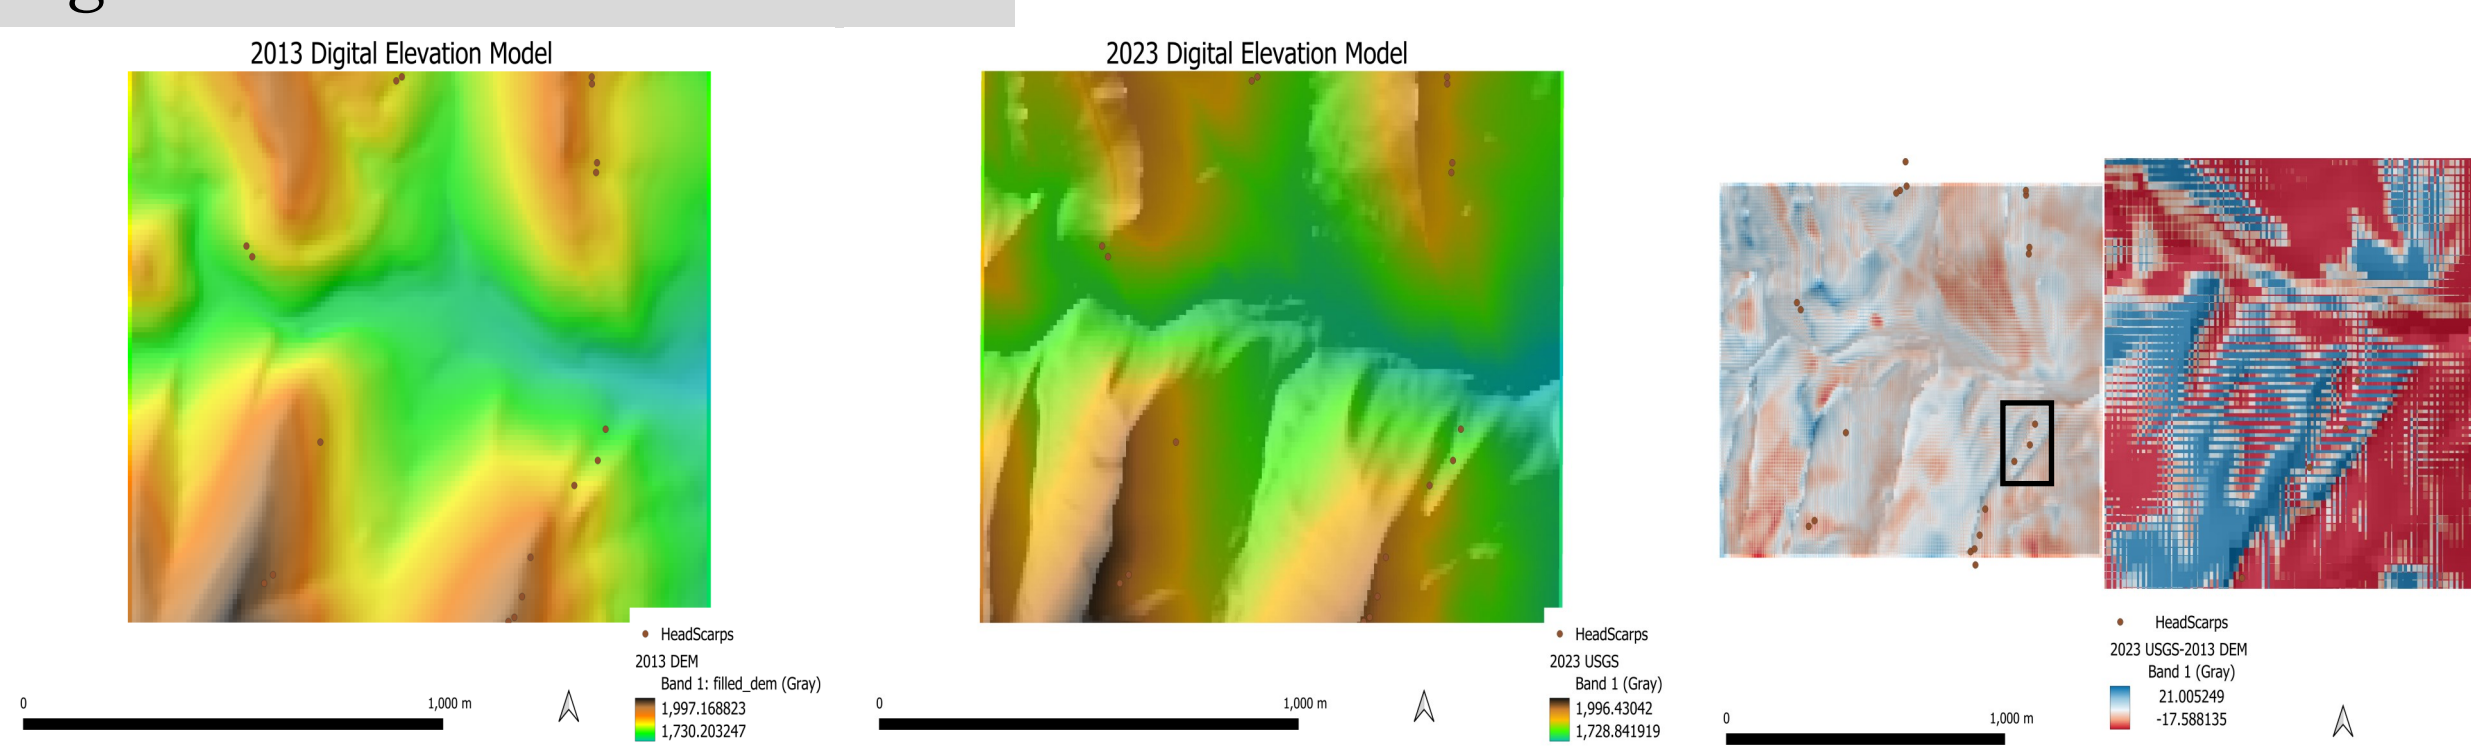 2013 Digital Elevation Model
HeadScarps
2013 DEM
Band 1: filled_dem (Gray)
1,997.168823
1,730.203247
0
1,000 m
2023 Digital Elevation Model
HeadScarps
2023 USGS
Band 1 (Gray)
1,996.43042
1,728.841919
0
1,000 m
HeadScarps
2023 USGS-2013 DEM
Band 1 (Gray)
21.005249
-17.588135
0
1,000 m